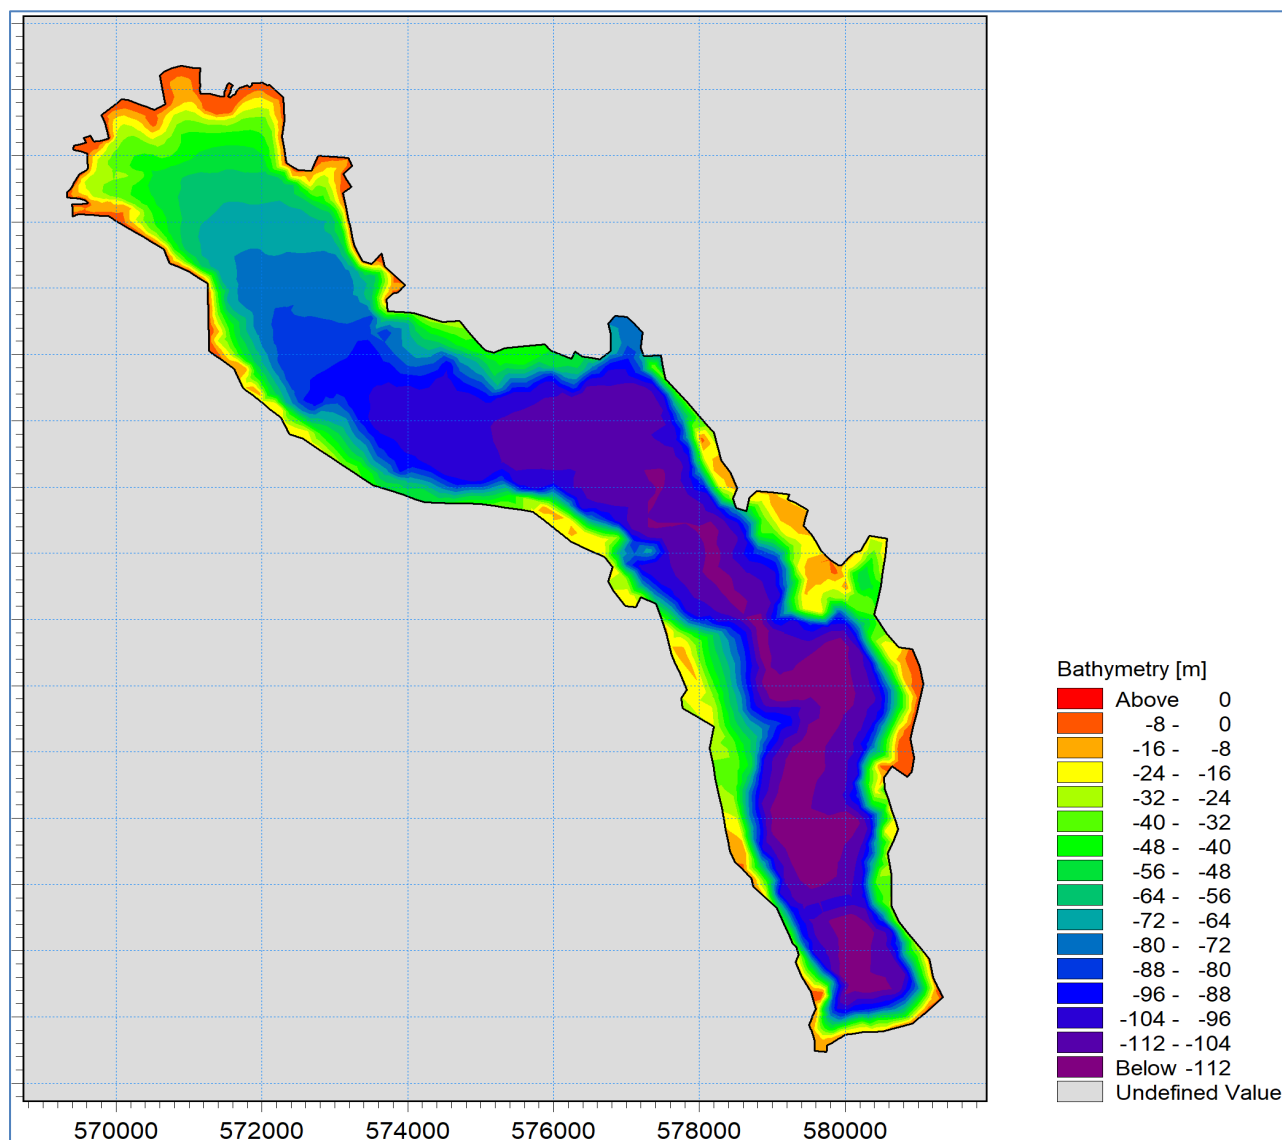 Bathymetry [m]
Above 0
-8 - 0
-16 - -8
-24 - -16
-32 - -24
-40 - -32
-48 - -40
-56 - -48
-64 - -56
-72 - -64
-80 - -72
-88 - -80
-96 - -88
-104 - -96
-112 - -104
Below -112
Undefined Value
570000 572000 574000 576000 578000 580000